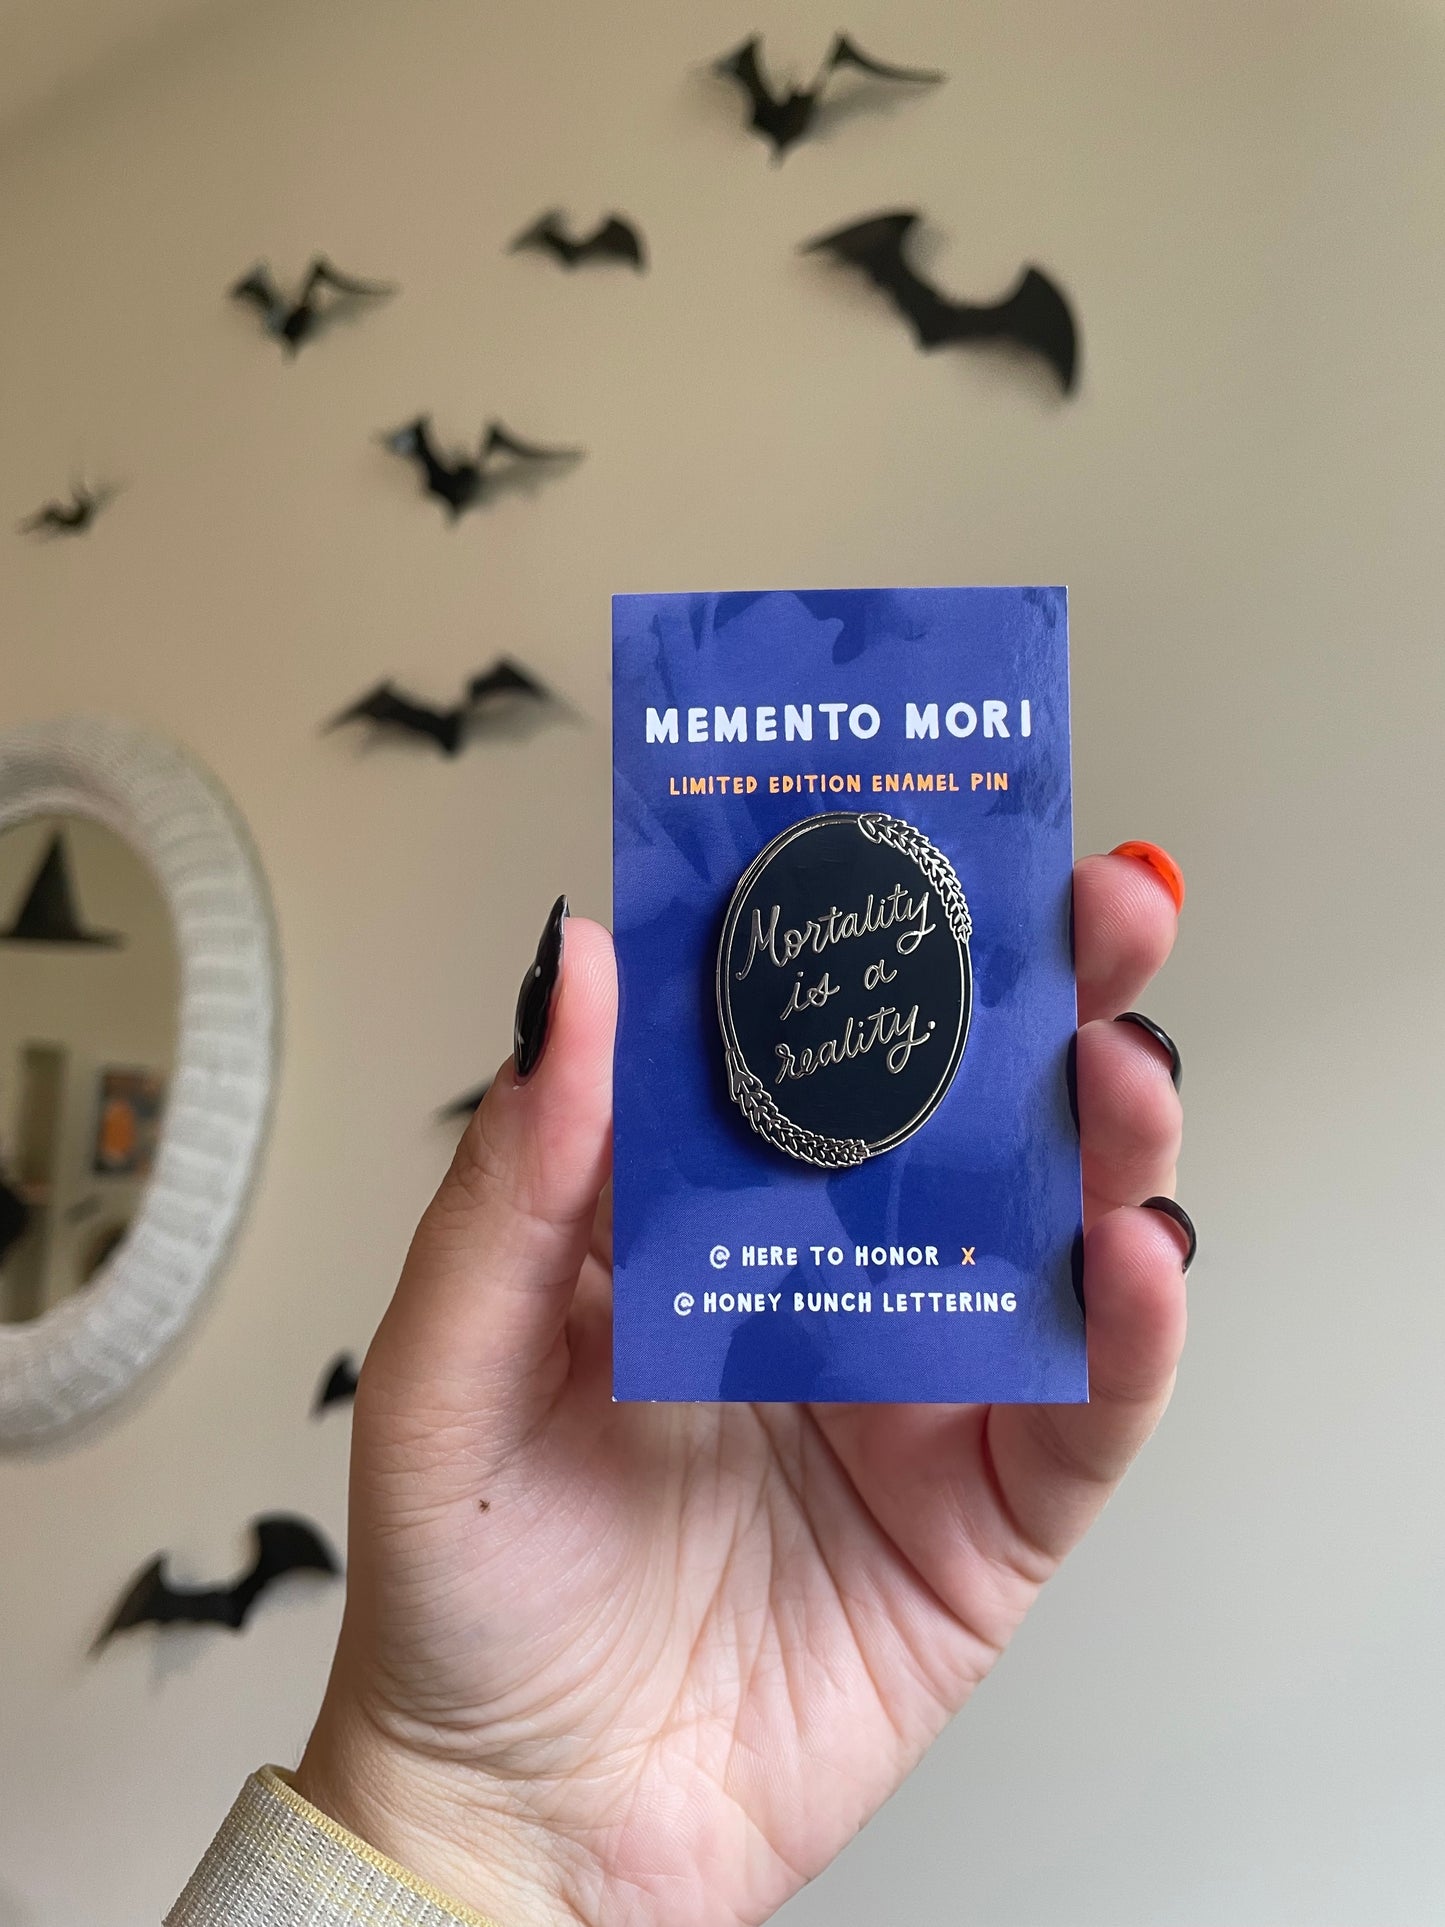 MEMENTO MORI
LIMITED EDITION ENAMEL PIN
Mortality
is a
reality.
@ HERE TO HONOR X
@ HONEY BUNCH LETTERING